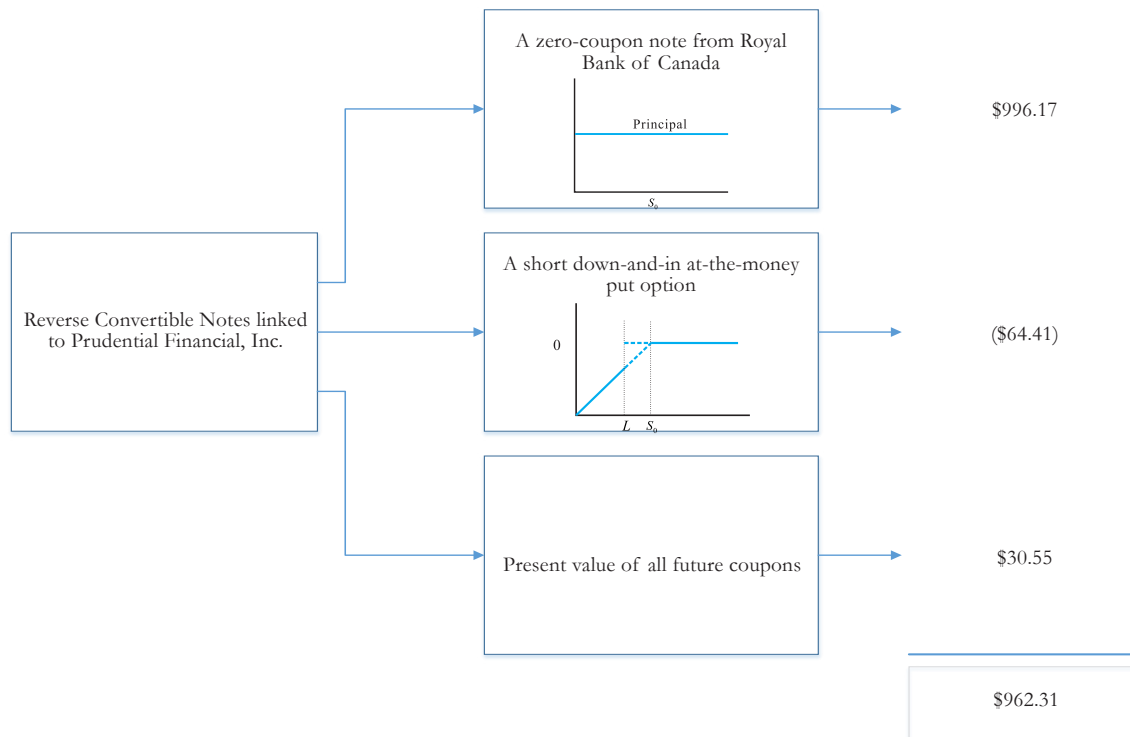 A zero-coupon note from Royal
Bank of Canada
Principal
S₀
$996.17
Reverse Convertible Notes linked
to Prudential Financial, Inc.
A short down-and-in at-the-money
put option
0
L S₀
($64.41)
Present value of all future coupons
$30.55
$962.31